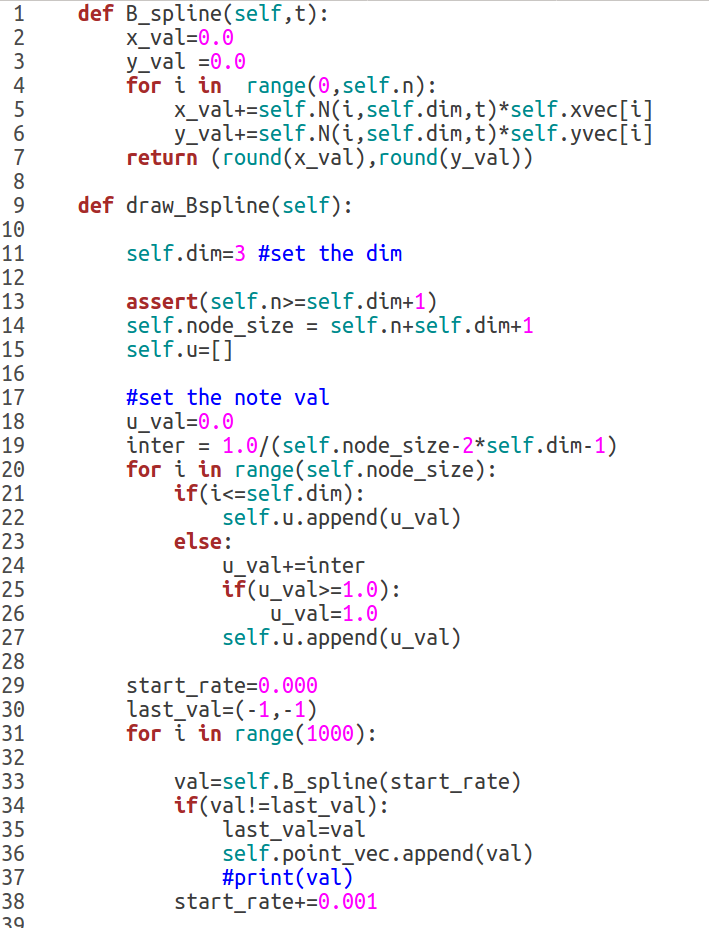 1 def B_spline(self,t):
2 x_val=0.0
3 y_val =0.0
4 for i in  range(0,self.n):
5 x_val+=self.N(i,self.dim,t)*self.xvec[i]
6 y_val+=self.N(i,self.dim,t)*self.yvec[i]
7 return (round(x_val),round(y_val))
8
9 def draw_Bspline(self):
10
11 self.dim=3 #set the dim
12
13 assert(self.n>=self.dim+1)
14 self.node_size = self.n+self.dim+1
15 self.u=[]
16
17 #set the note val
18 u_val=0.0
19 inter = 1.0/(self.node_size-2*self.dim-1)
20 for i in range(self.node_size):
21 if(i<=self.dim):
22 self.u.append(u_val)
23 else:
24 u_val+=inter
25 if(u_val>=1.0):
26 u_val=1.0
27 self.u.append(u_val)
28
29 start_rate=0.000
30 last_val=(-1,-1)
31 for i in range(1000):
32
33 val=self.B_spline(start_rate)
34 if(val!=last_val):
35 last_val=val
36 self.point_vec.append(val)
37 #print(val)
38 start_rate+=0.001
39